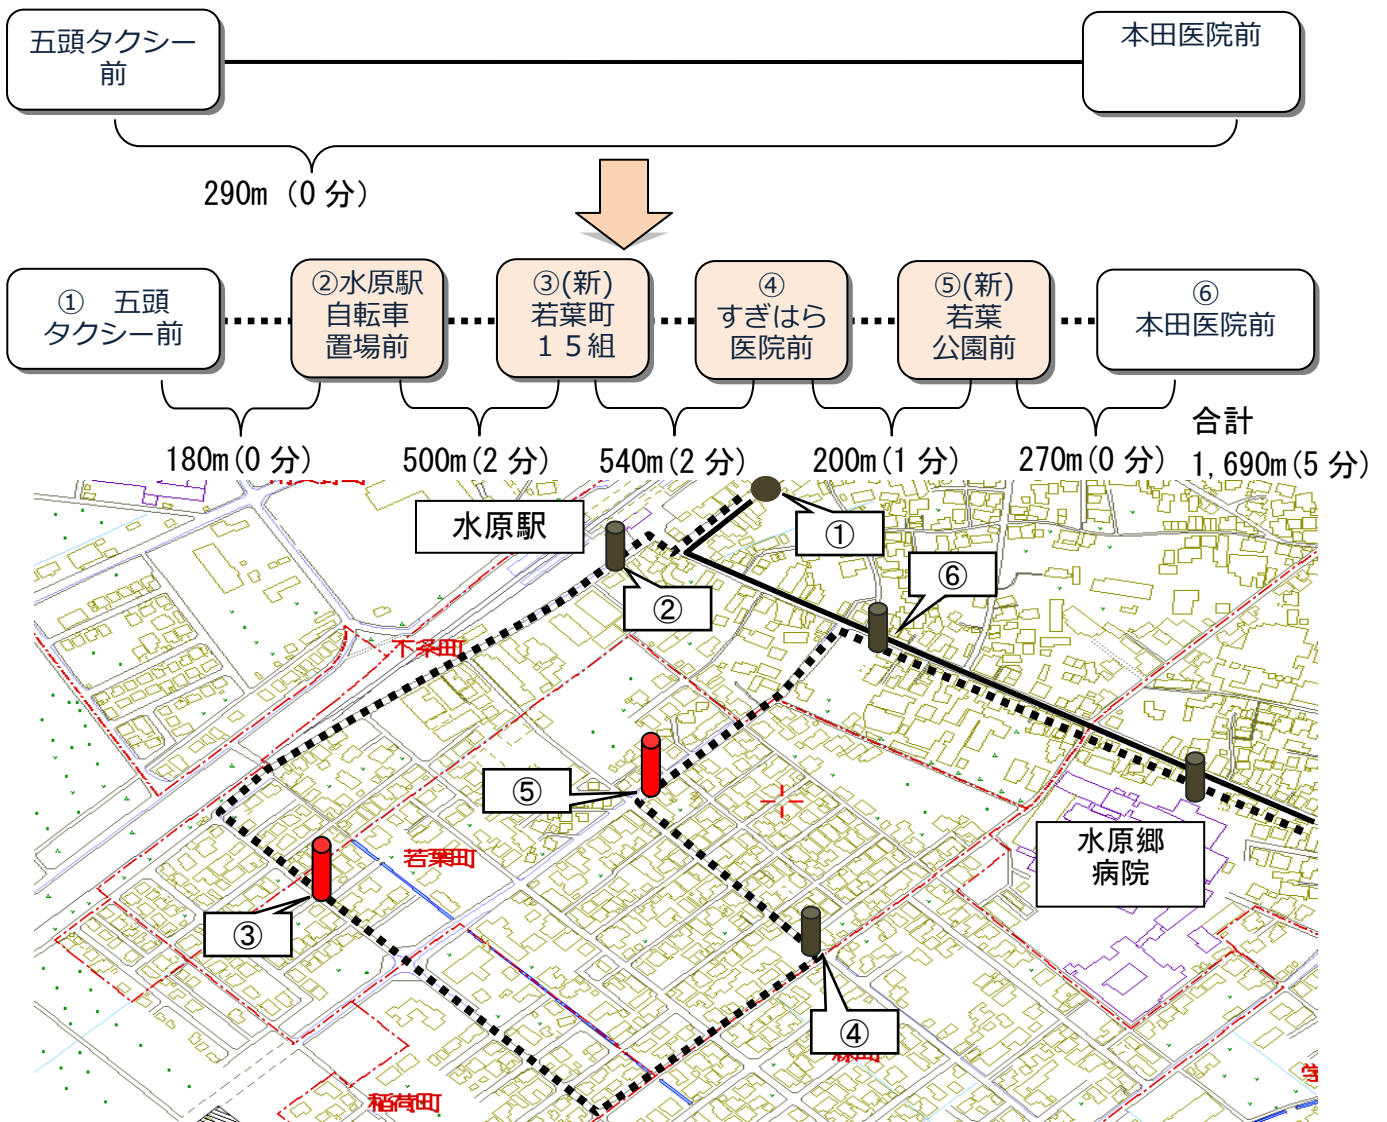 五頭タクシー
前
本田医院前
290m（0 分）
① 五頭
タクシー前
②水原駅
自転車
置場前
③(新)
若葉町
１５組
④
すぎはら
医院前
⑤(新)
若葉
公園前
⑥
本田医院前
180m(0 分)
500m(2 分)
540m(2 分)
200m(1 分)
270m(0 分)
合計
1,690m(5 分)
水原駅
①
②
⑥
下条町
⑤
若葉町
③
水原郷
病院
④
稲荷町
学